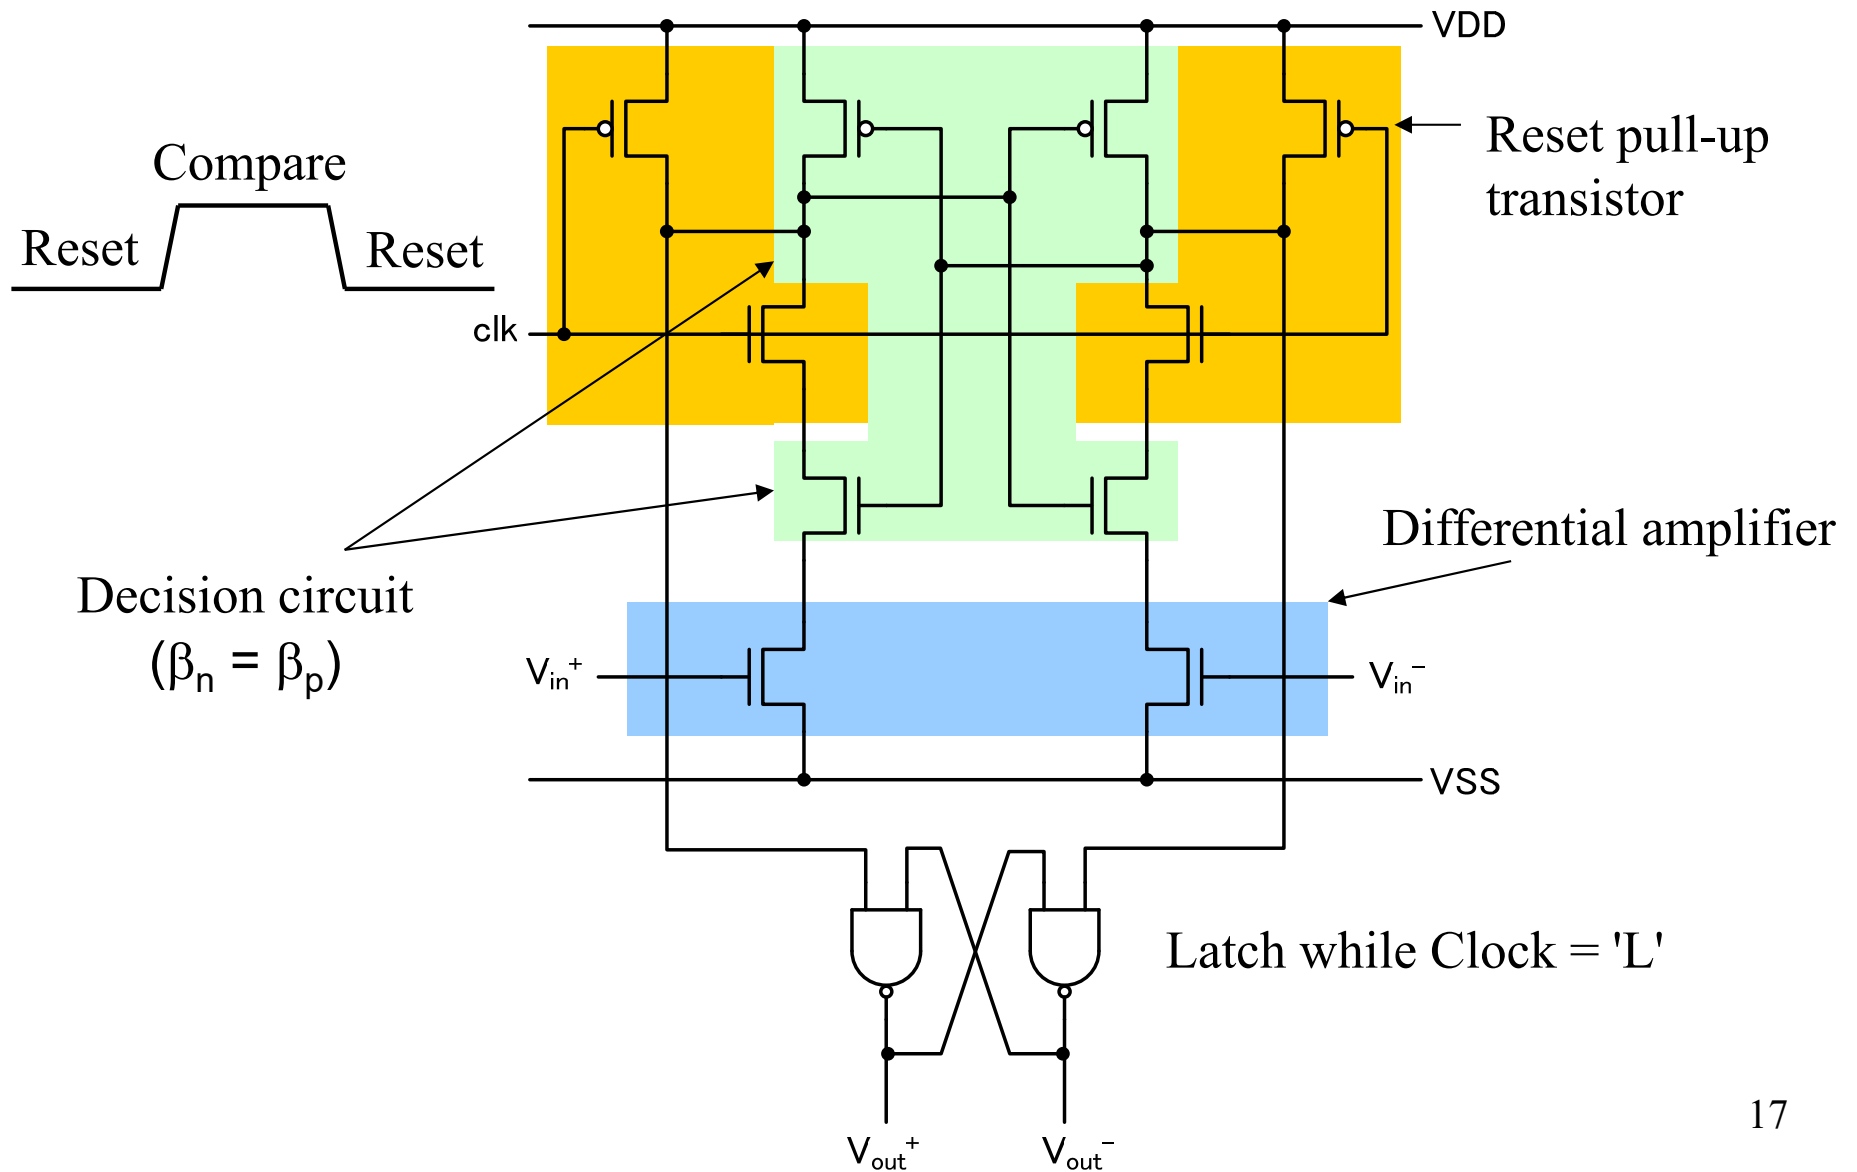 VDD
Reset pull-up
transistor
Compare
Reset
Reset
clk
Differential amplifier
Decision circuit
(βn = βp)
Vin+
Vin−
VSS
Latch while Clock = 'L'
Vout+
Vout−
17